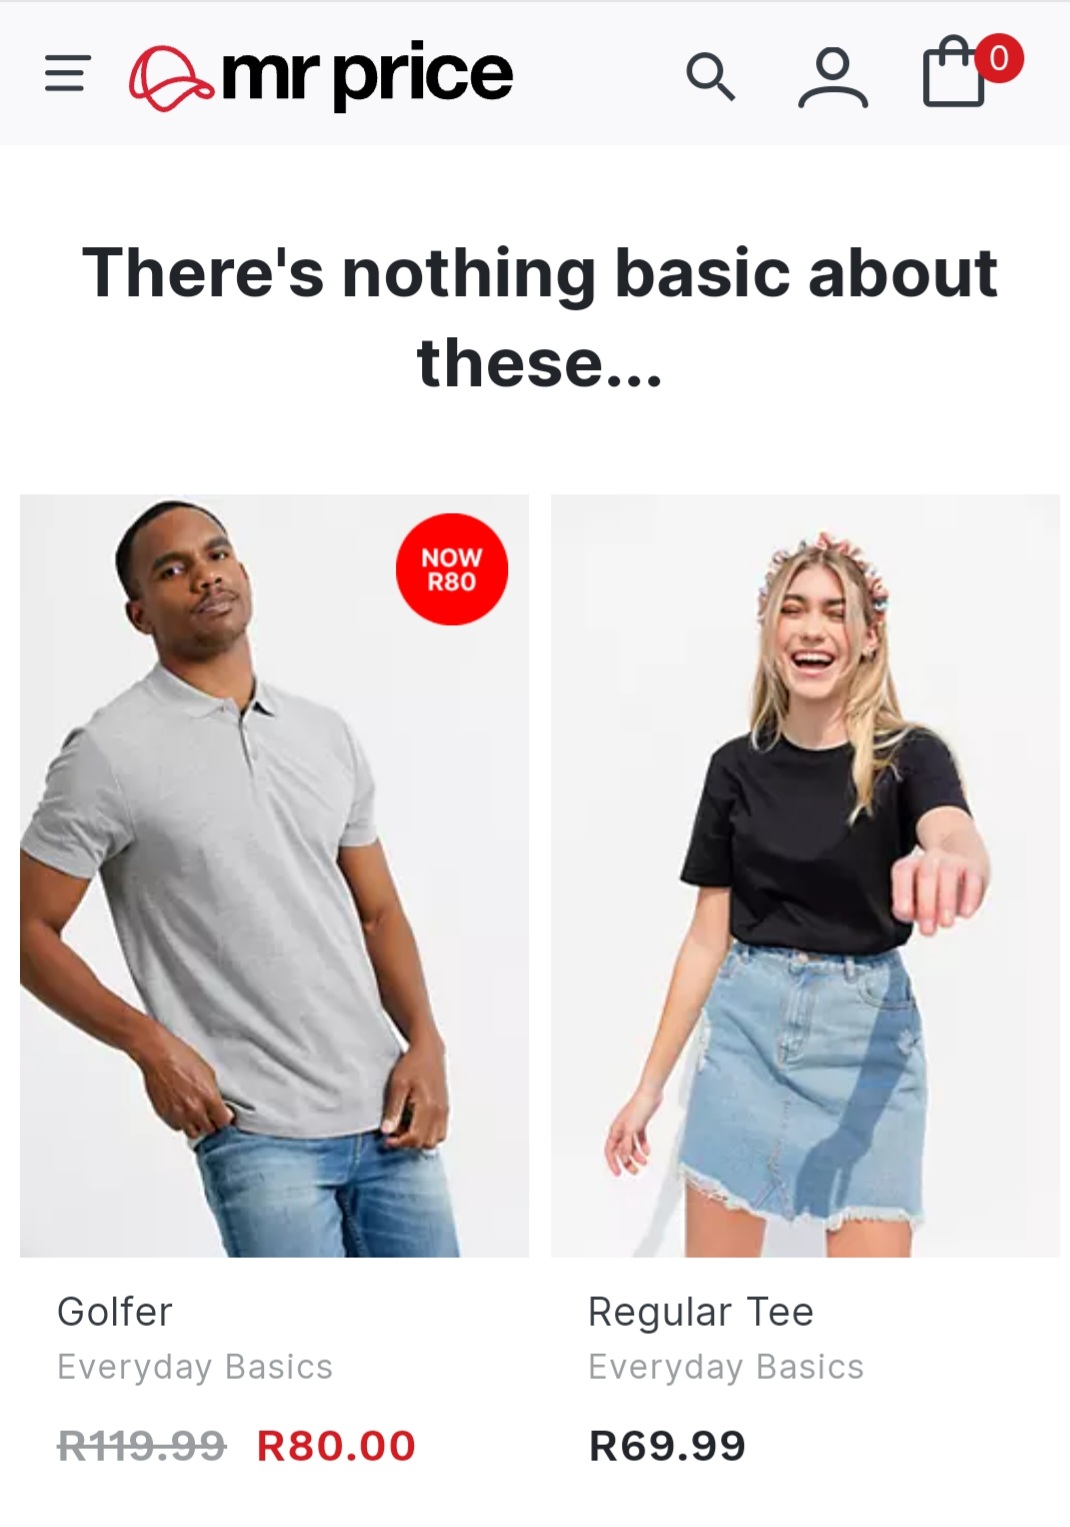 mr price
0
There's nothing basic about
these...
NOW
R80
Golfer
Everyday Basics
R119.99 R80.00
Regular Tee
Everyday Basics
R69.99